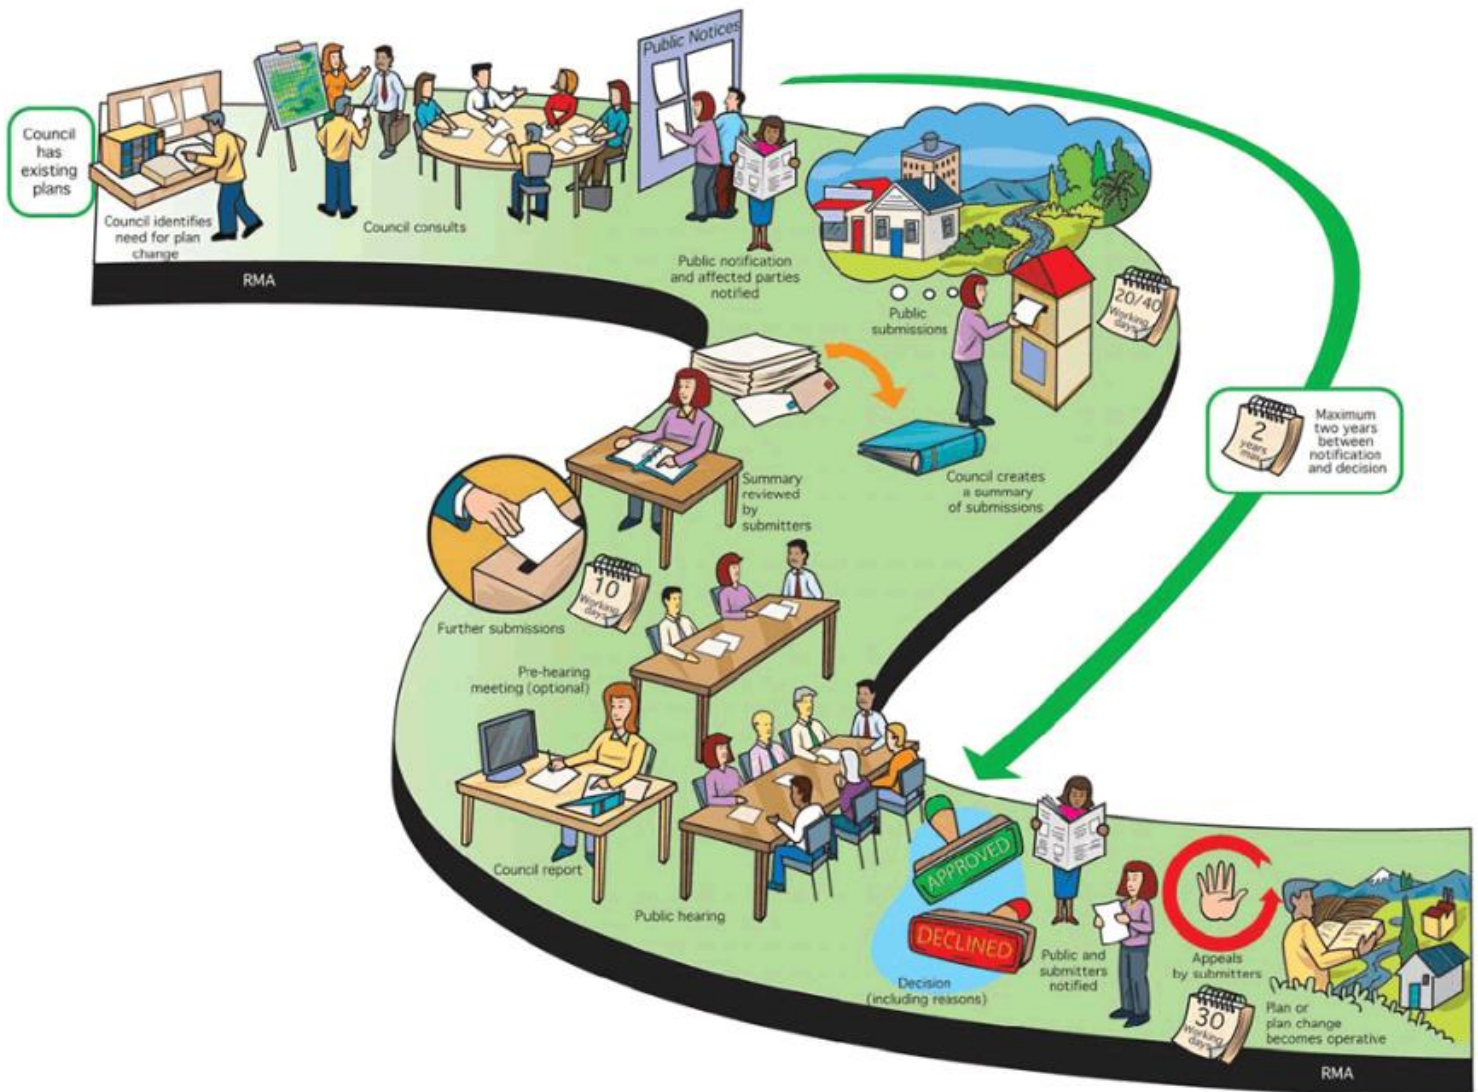 Council
has
existing
plans
Council identifies
need for plan
change
RMA
Council consults
Public Notices
Public notification
and affected parties
notified
Public
submissions
20/40
Working
days
Council creates
a summary
of submissions
2
years
max
Maximum
two years
between
notification
and decision
Summary
reviewed
by
submitters
Further submissions
10
Working
days
Pre-hearing
meeting (optional)
Council report
Public hearing
APPROVED
DECLINED
Decision
(including reasons)
Public and
submitters
notified
Appeals
by submitters
30
Working
days
Plan or
plan change
becomes operative
RMA